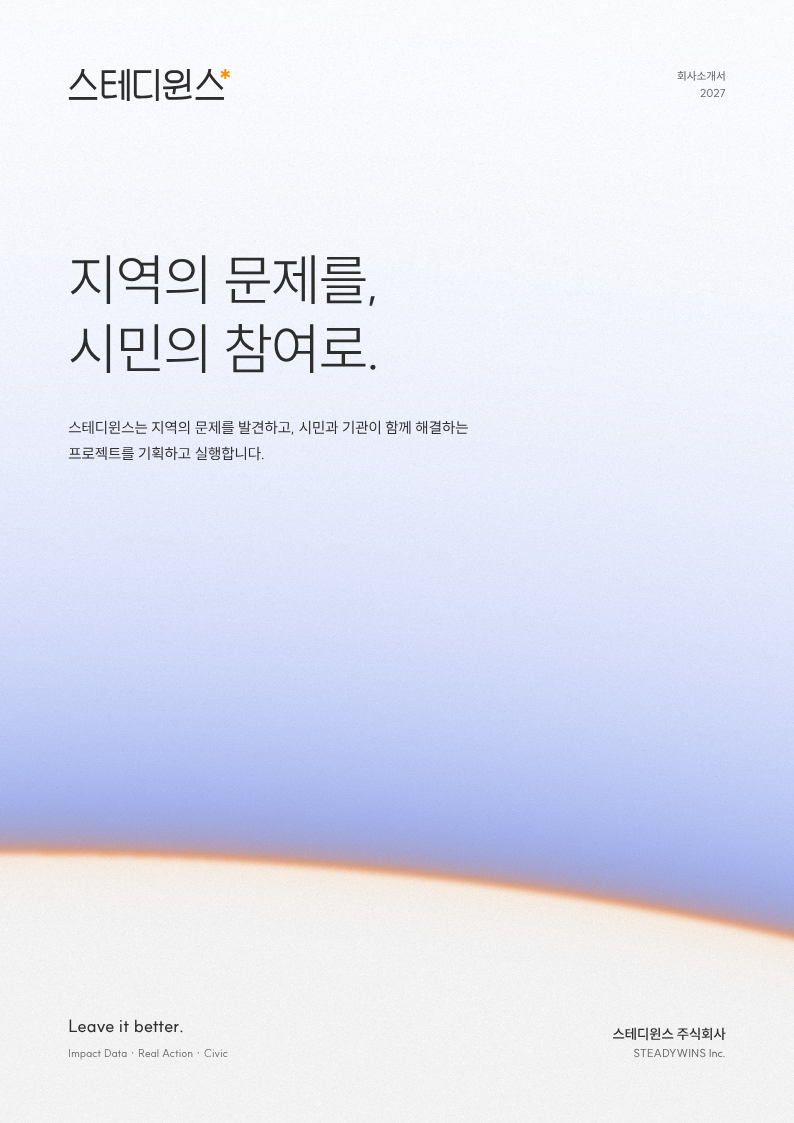 스테디윈스*
회사소개서
2027
지역의 문제를,
시민의 참여로.
스테디윈스는 지역의 문제를 발견하고, 시민과 기관이 함께 해결하는
프로젝트를 기획하고 실행합니다.
Leave it better.
Impact Data · Real Action · Civic
스테디윈스 주식회사
STEADYWINS Inc.